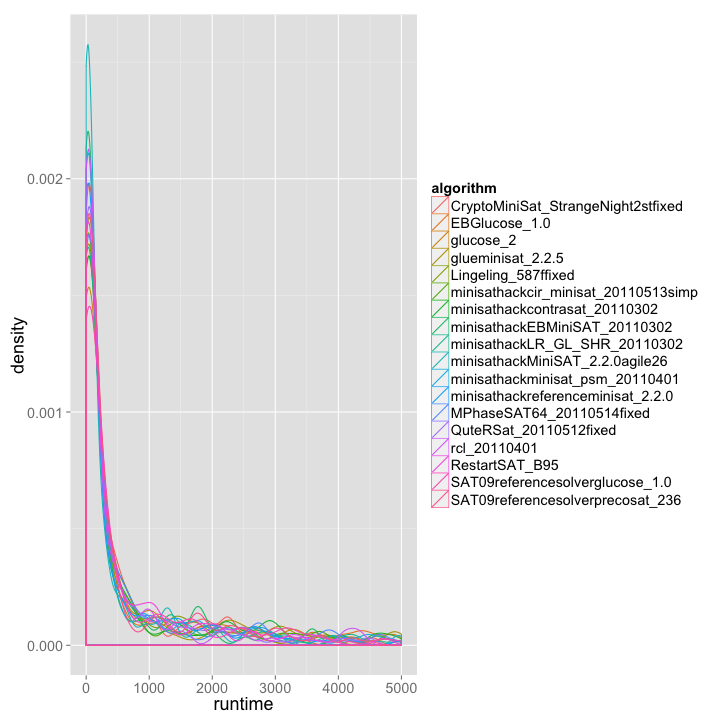 0.002
0.001
0.000
density
0 1000 2000 3000 4000 5000
runtime
algorithm
CryptoMiniSat_StrangeNight2stfixed
EBGlucose_1.0
glucose_2
glueminisat_2.2.5
Lingeling_587ffixed
minisathackcir_minisat_20110513simp
minisathackcontrasat_20110302
minisathackEBMiniSAT_20110302
minisathackLR_GL_SHR_20110302
minisathackMiniSAT_2.2.0agile26
minisathackminisat_psm_20110401
minisathackreferenceminisat_2.2.0
MPhaseSAT64_20110514fixed
QuteRSat_20110512fixed
rcl_20110401
RestartSAT_B95
SAT09referencesolverglucose_1.0
SAT09referencesolverprecosat_236